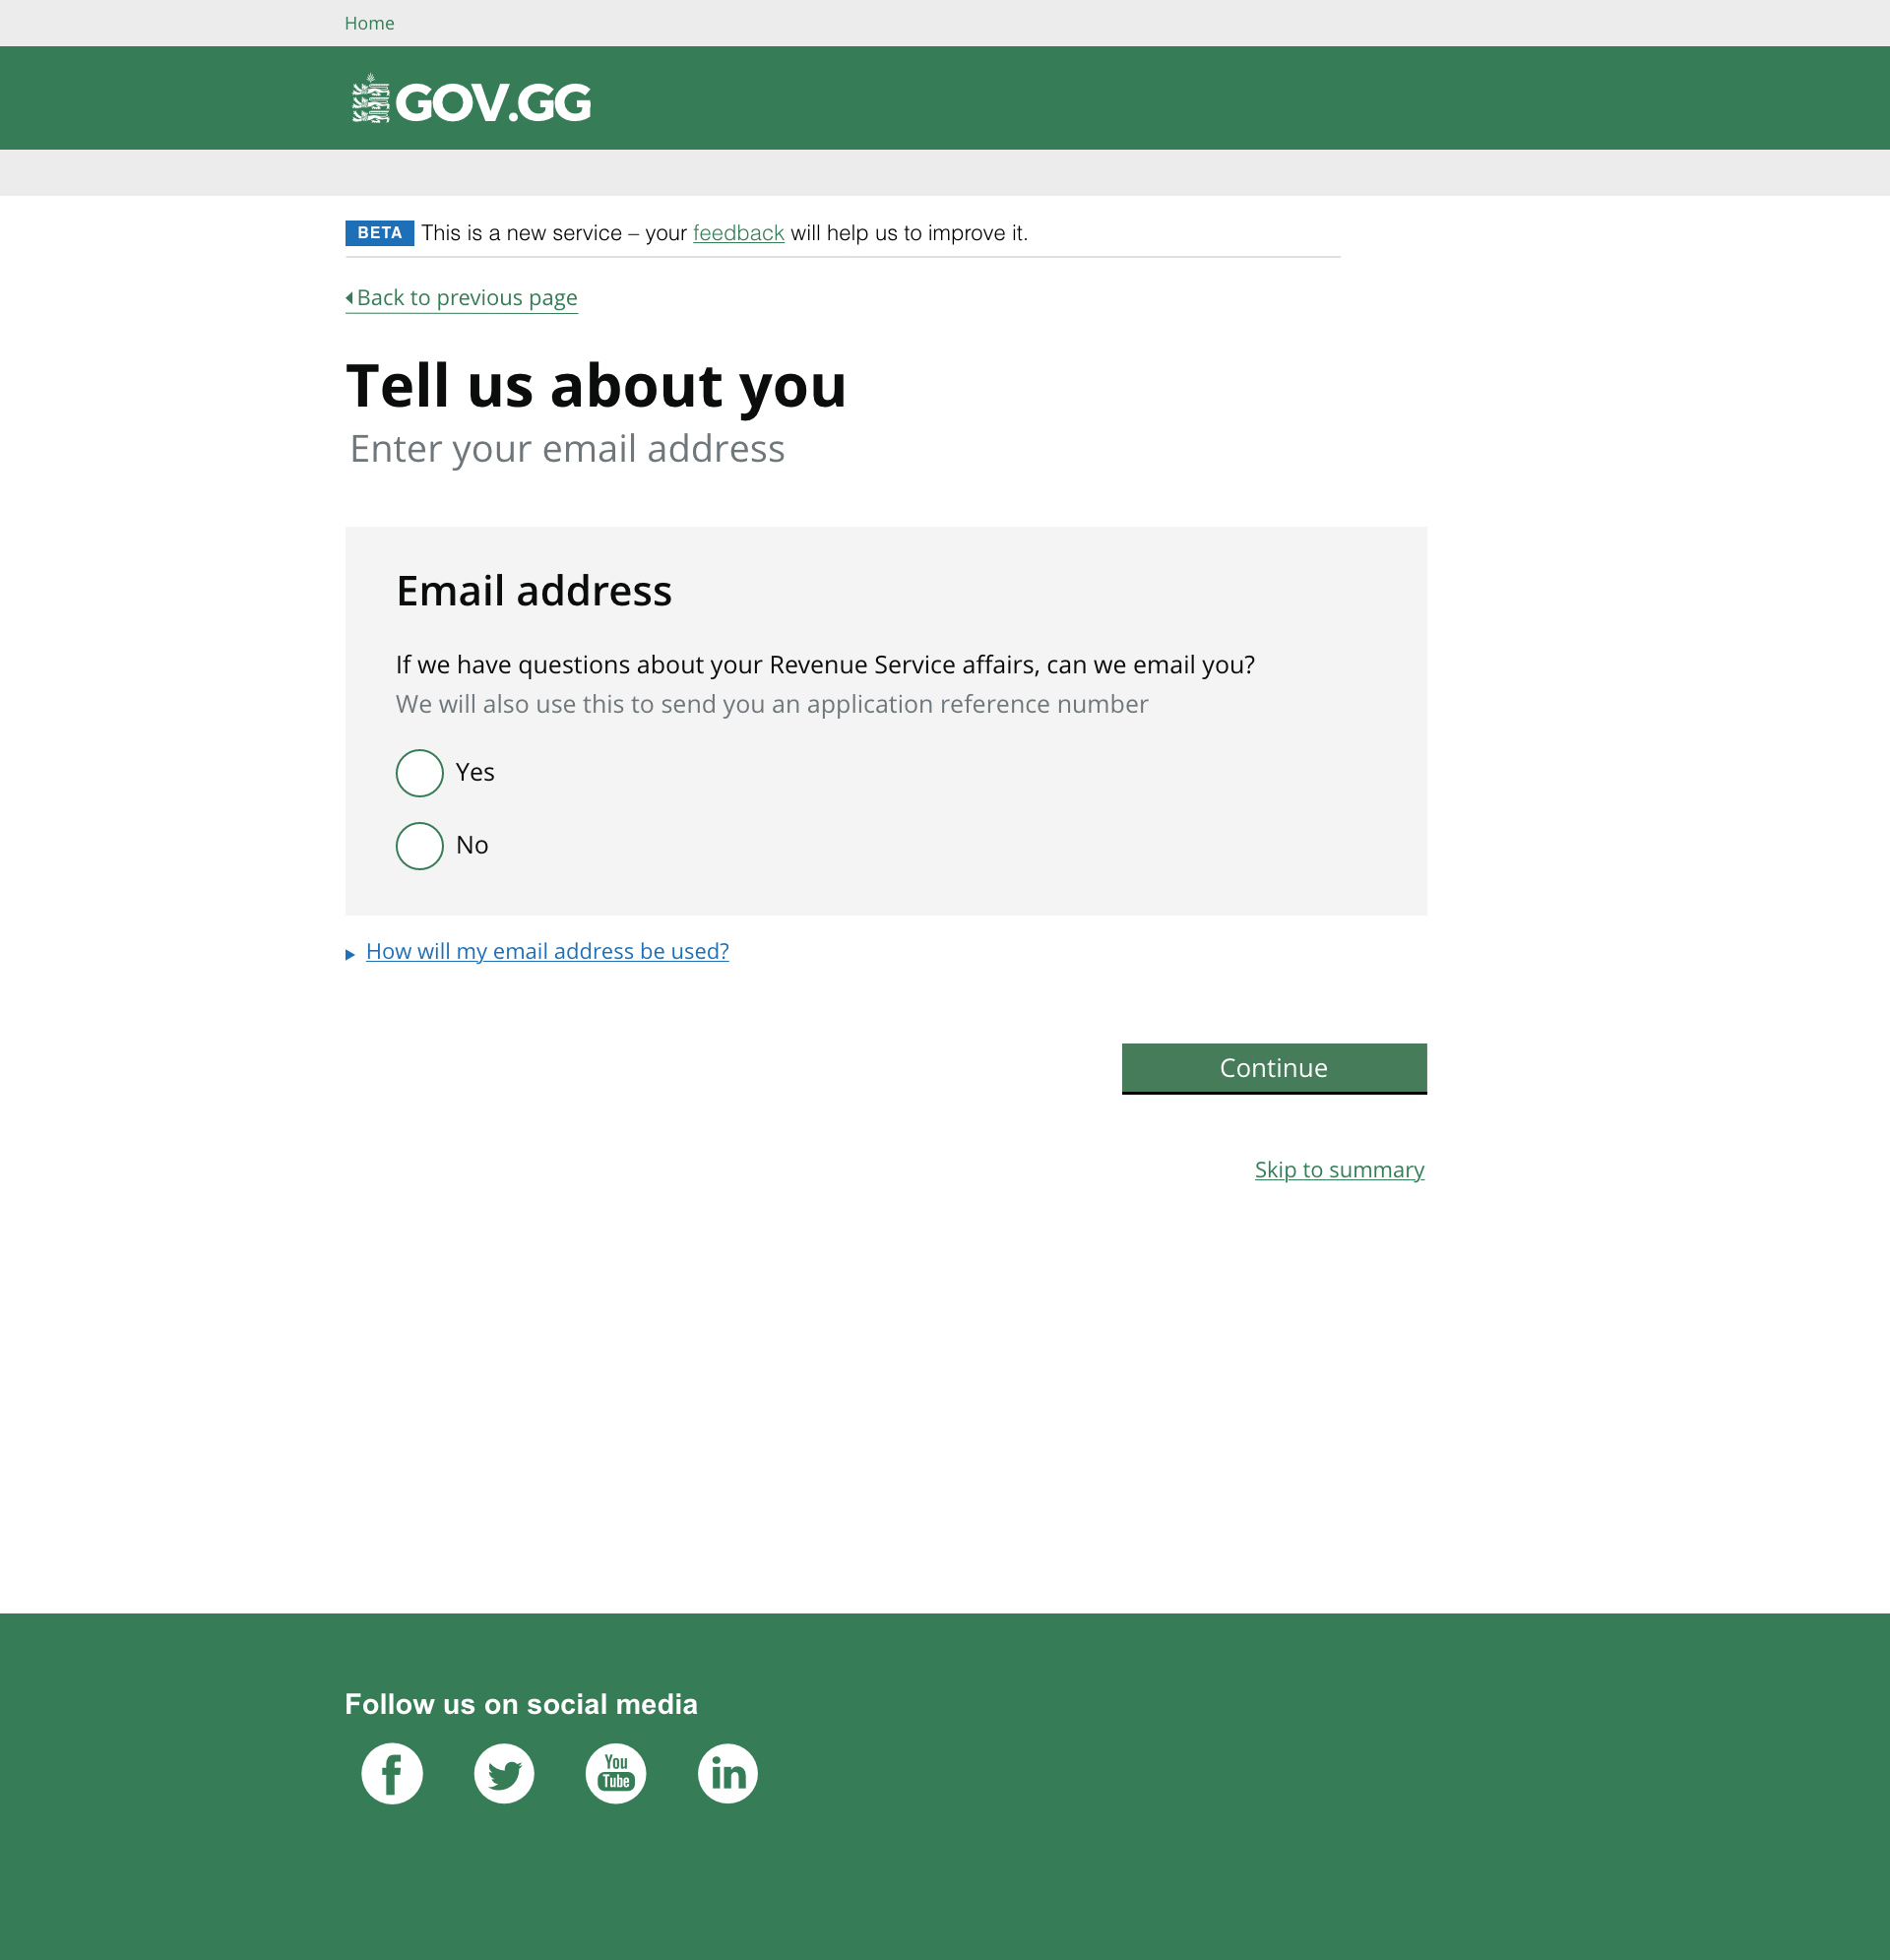 Home
GOV.GG
BETA This is a new service – your feedback will help us to improve it.
Back to previous page
Tell us about you
Enter your email address
Email address
If we have questions about your Revenue Service affairs, can we email you?
We will also use this to send you an application reference number
Yes
No
How will my email address be used?
Continue
Skip to summary
Follow us on social media
f
You
Tube
in